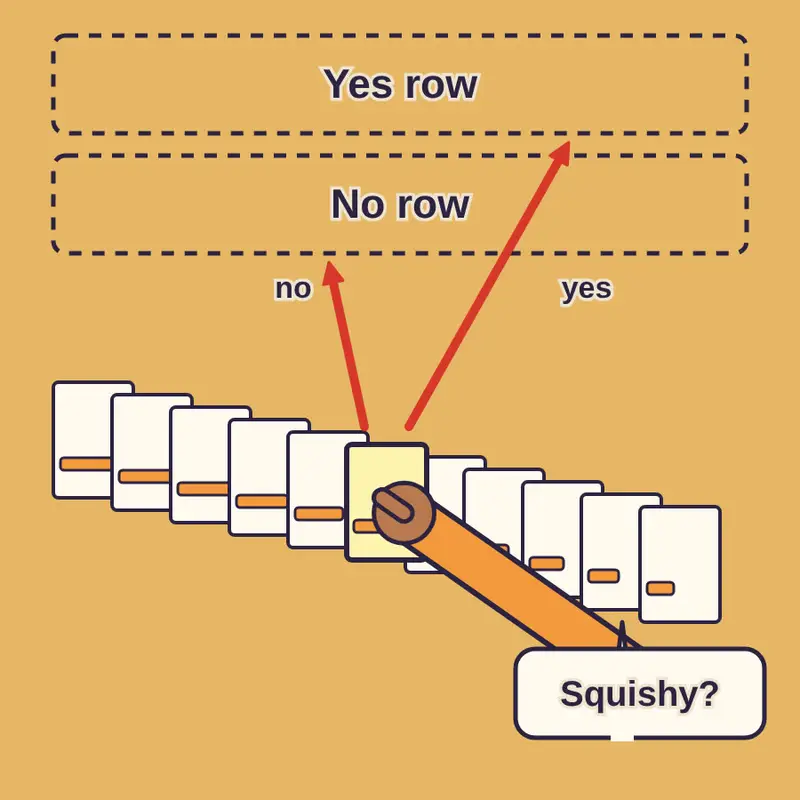 Yes row
No row
no
yes
Squishy?